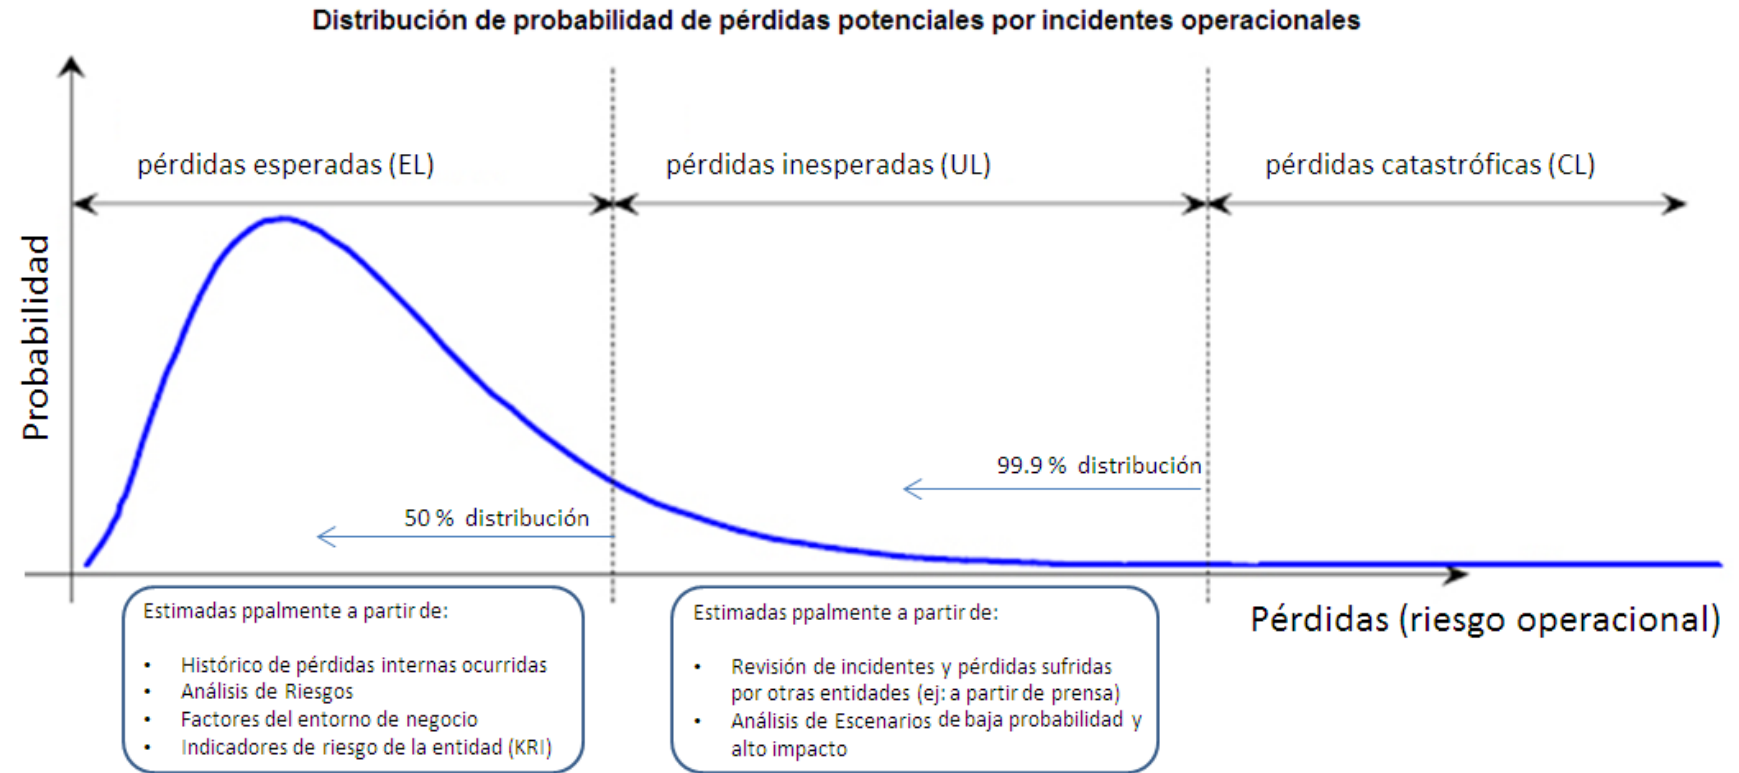 Distribución de probabilidad de pérdidas potenciales por incidentes operacionales
pérdidas esperadas (EL)
pérdidas inesperadas (UL)
pérdidas catastróficas (CL)
Probabilidad
99.9 % distribución
50 % distribución
Pérdidas (riesgo operacional)
Estimadas ppalmente a partir de:
• Histórico de pérdidas internas ocurridas
• Análisis de Riesgos
• Factores del entorno de negocio
• Indicadores de riesgo de la entidad (KRI)
Estimadas ppalmente a partir de:
• Revisión de incidentes y pérdidas sufridas
por otras entidades (ej: a partir de prensa)
• Análisis de Escenarios de baja probabilidad y
alto impacto